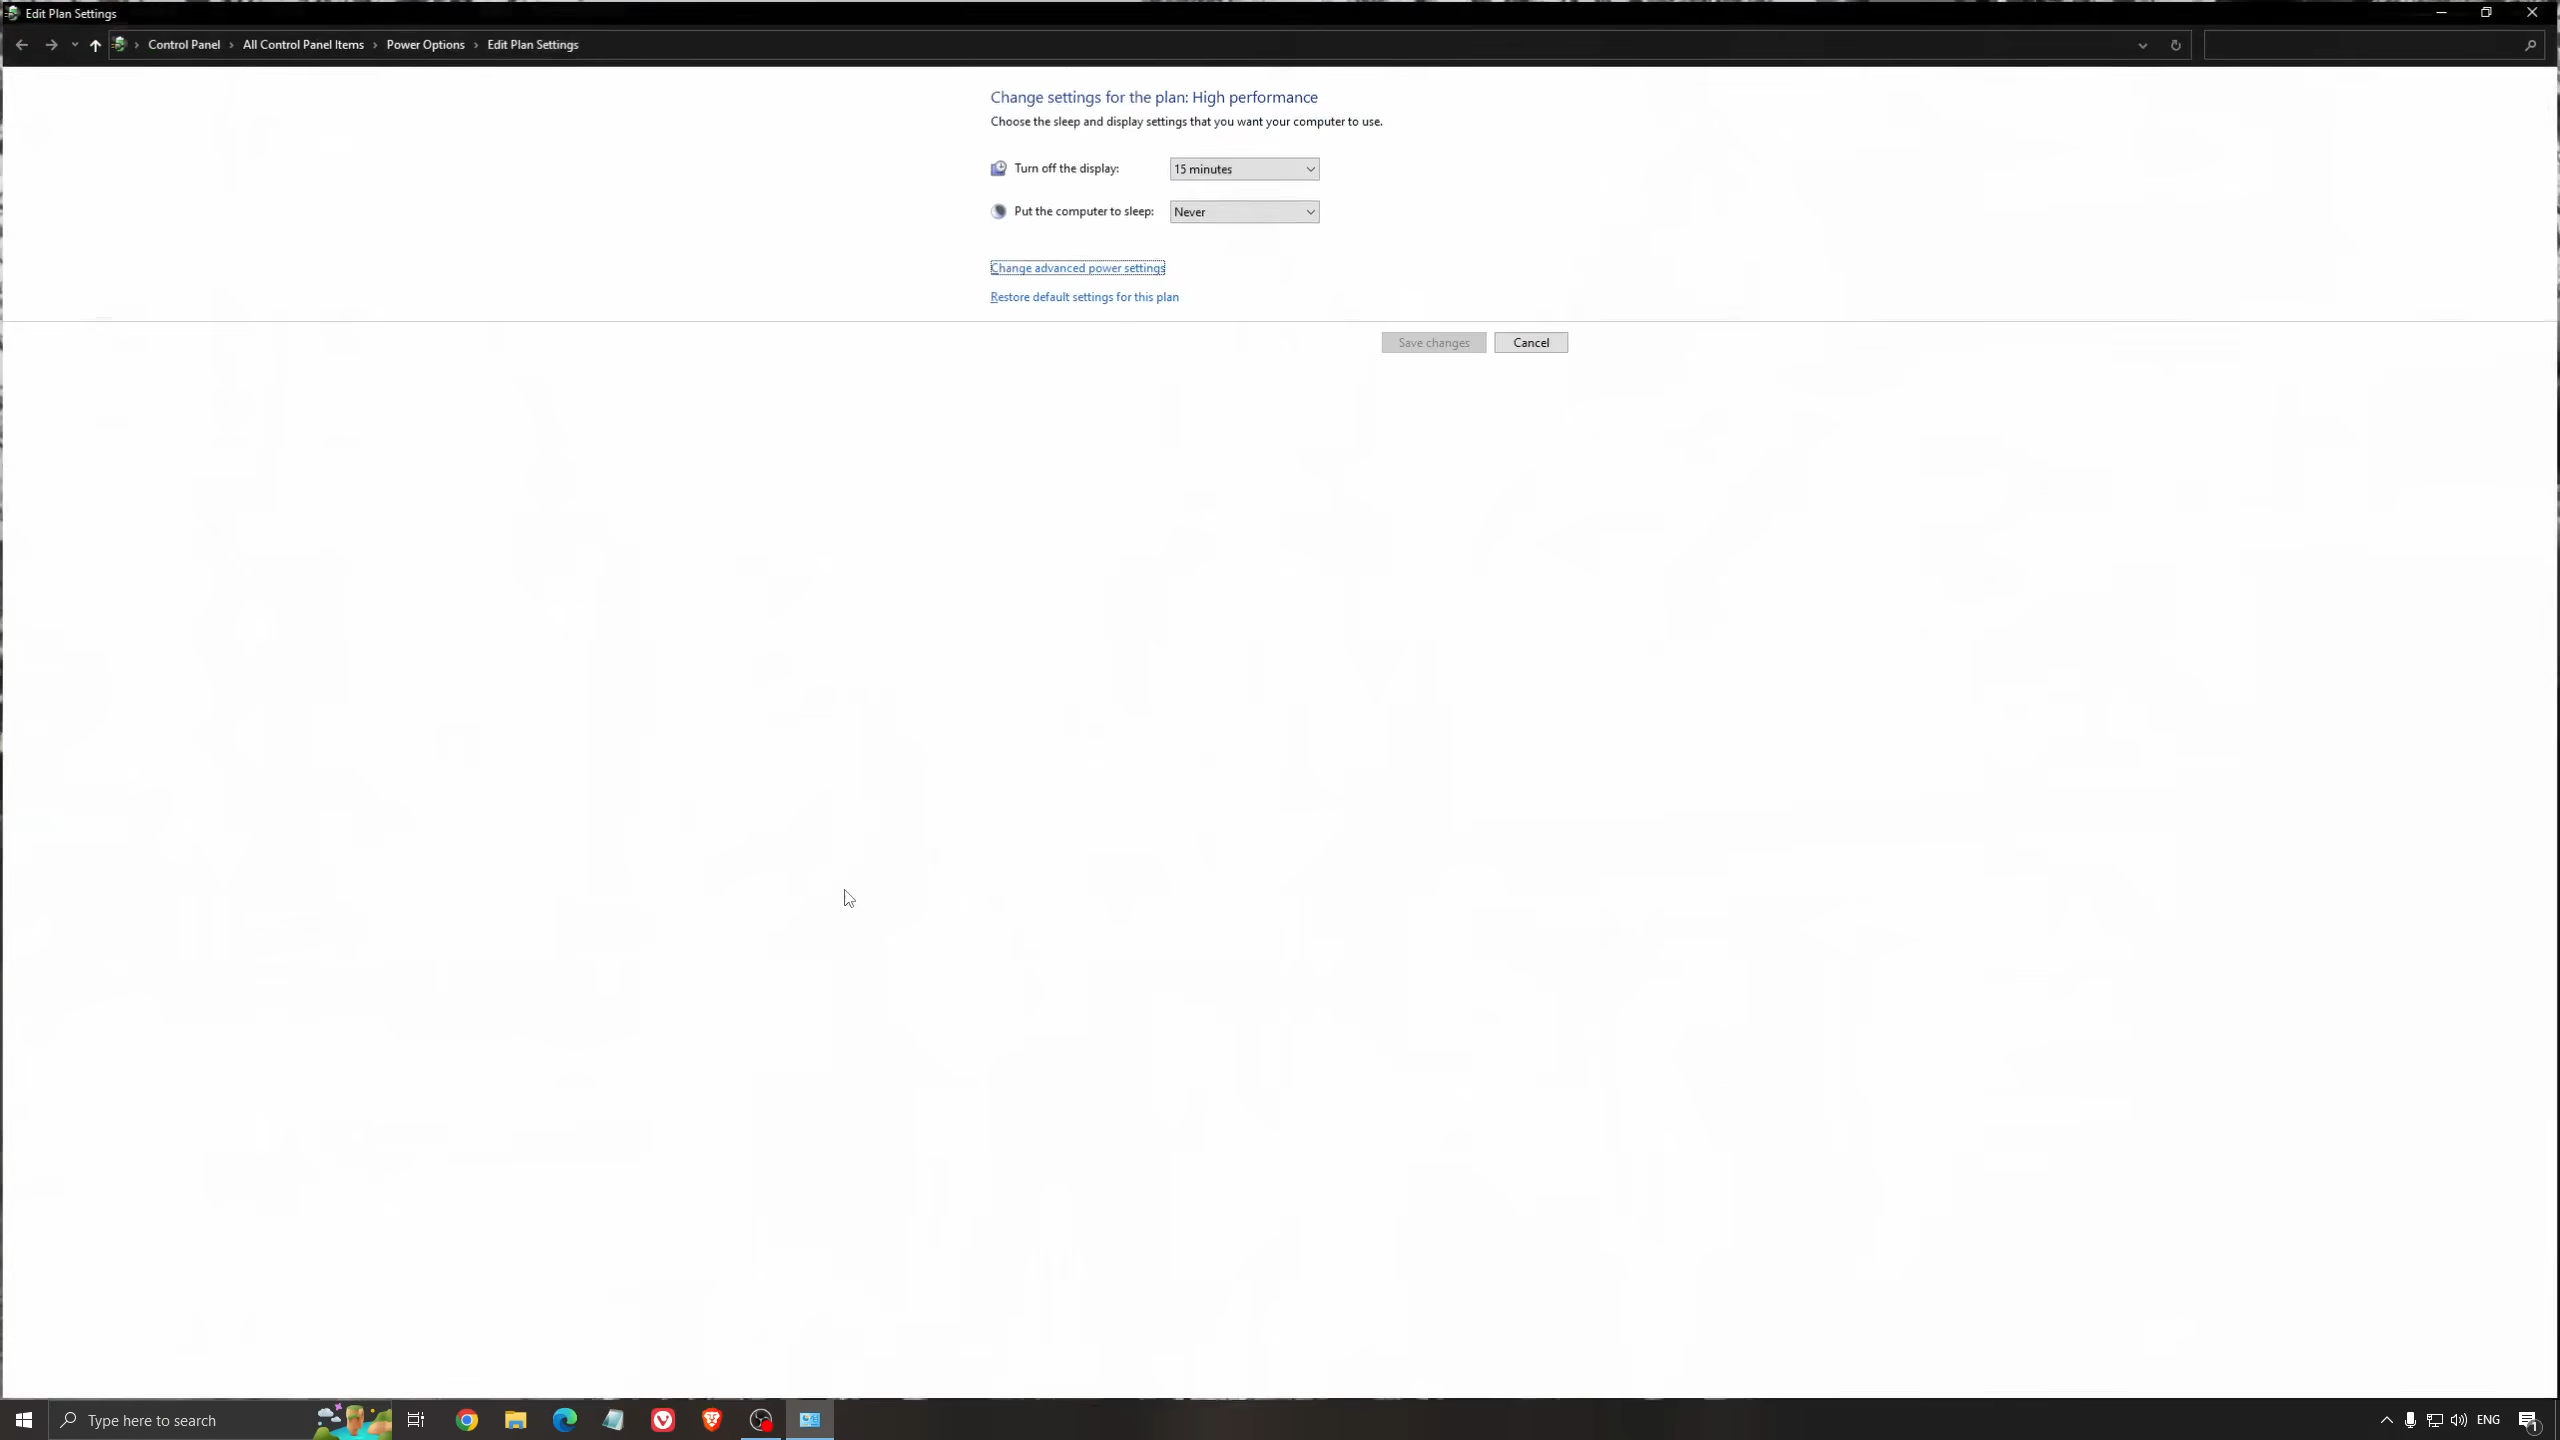 Edit Plan Settings
Control Panel › All Control Panel Items › Power Options › Edit Plan Settings
Change settings for the plan: High performance
Choose the sleep and display settings that you want your computer to use.
Turn off the display: 15 minutes
Put the computer to sleep: Never
Change advanced power settings
Restore default settings for this plan
Save changes Cancel
Type here to search
ENG
1